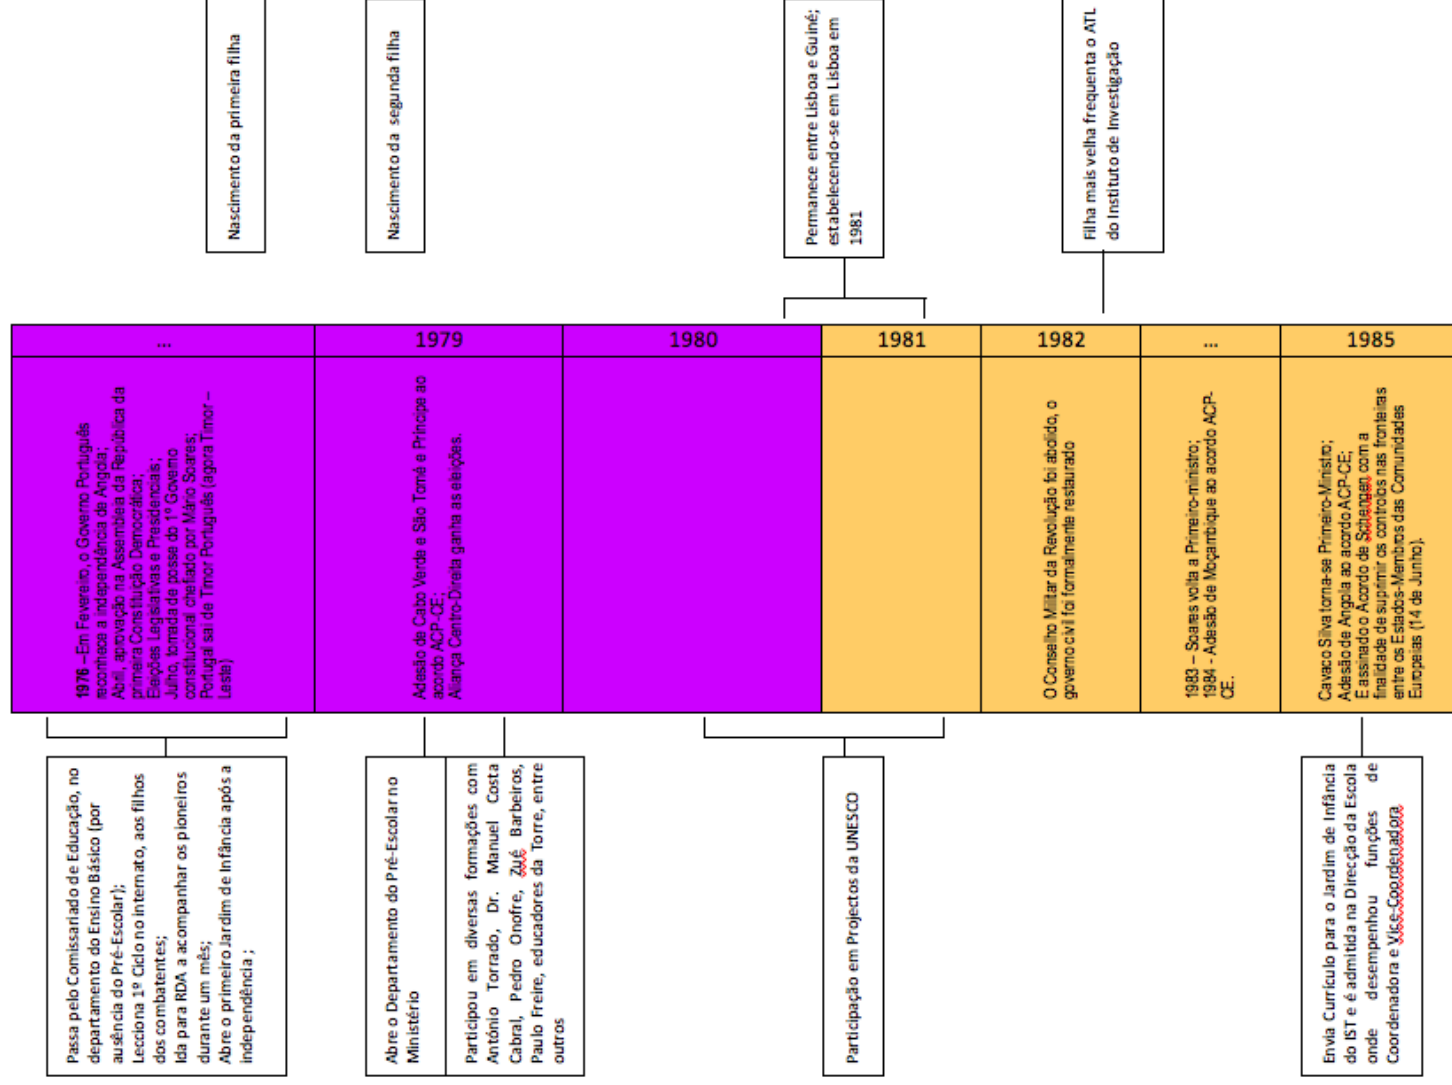 Nascimento da primeira filha
Nascimento da segunda filha
Permanece entre Lisboa e Guiné;
estabelecendo-se em Lisboa em
1981
Filha mais velha frequenta o ATL
do Instituto de Investigação
...
1979
1980
1981
1982
...
1985
1976 –Em Fevereiro, o Governo Português
reconhece a independência de Angola;
Abril, aprovação na Assembleia da República da
primeira Constituição Democrática;
Eleições Legislativas e Presidenciais;
Julho, tomada de posse do 1º Governo
constitucional chefiado por Mário Soares;
Portugal sai de Timor Português (agora Timor –
Leste)
Adesão de Cabo Verde e São Tomé e Príncipe ao
acordo ACP-CE;
Aliança Centro-Direita ganha as eleições.
O Conselho Militar da Revolução foi abolido, o
governo civil foi formalmente restaurado
1983 – Soares volta a Primeiro-ministro;
1984 - Adesão de Moçambique ao acordo ACP-
CE.
Cavaco Silva torna-se Primeiro-Ministro;
Adesão de Angola ao acordo ACP-CE;
É assinado o Acordo de Schengen com a
finalidade de suprimir os controlos nas fronteiras
entre os Estados-Membros das Comunidades
Europeias (14 de Junho).
Passa pelo Comissariado de Educação, no
departamento do Ensino Básico (por
ausência do Pré-Escolar);
Lecciona 1º Ciclo no internato, aos filhos
dos combatentes;
Ida para RDA a acompanhar os pioneiros
durante um mês;
Abre o primeiro Jardim de Infância após a
independência ;
Abre o Departamento do Pré-Escolar no
Ministério
Participou em diversas formações com
António Torrado, Dr. Manuel Costa
Cabral, Pedro Onofre, Zué Barbeiros,
Paulo Freire, educadores da Torre, entre
outros
Participação em Projectos da UNESCO
Envia Currículo para o Jardim de Infância
do IST e é admitida na Direcção da Escola
onde desempenhou funções de
Coordenadora e Vice-Coordenadora